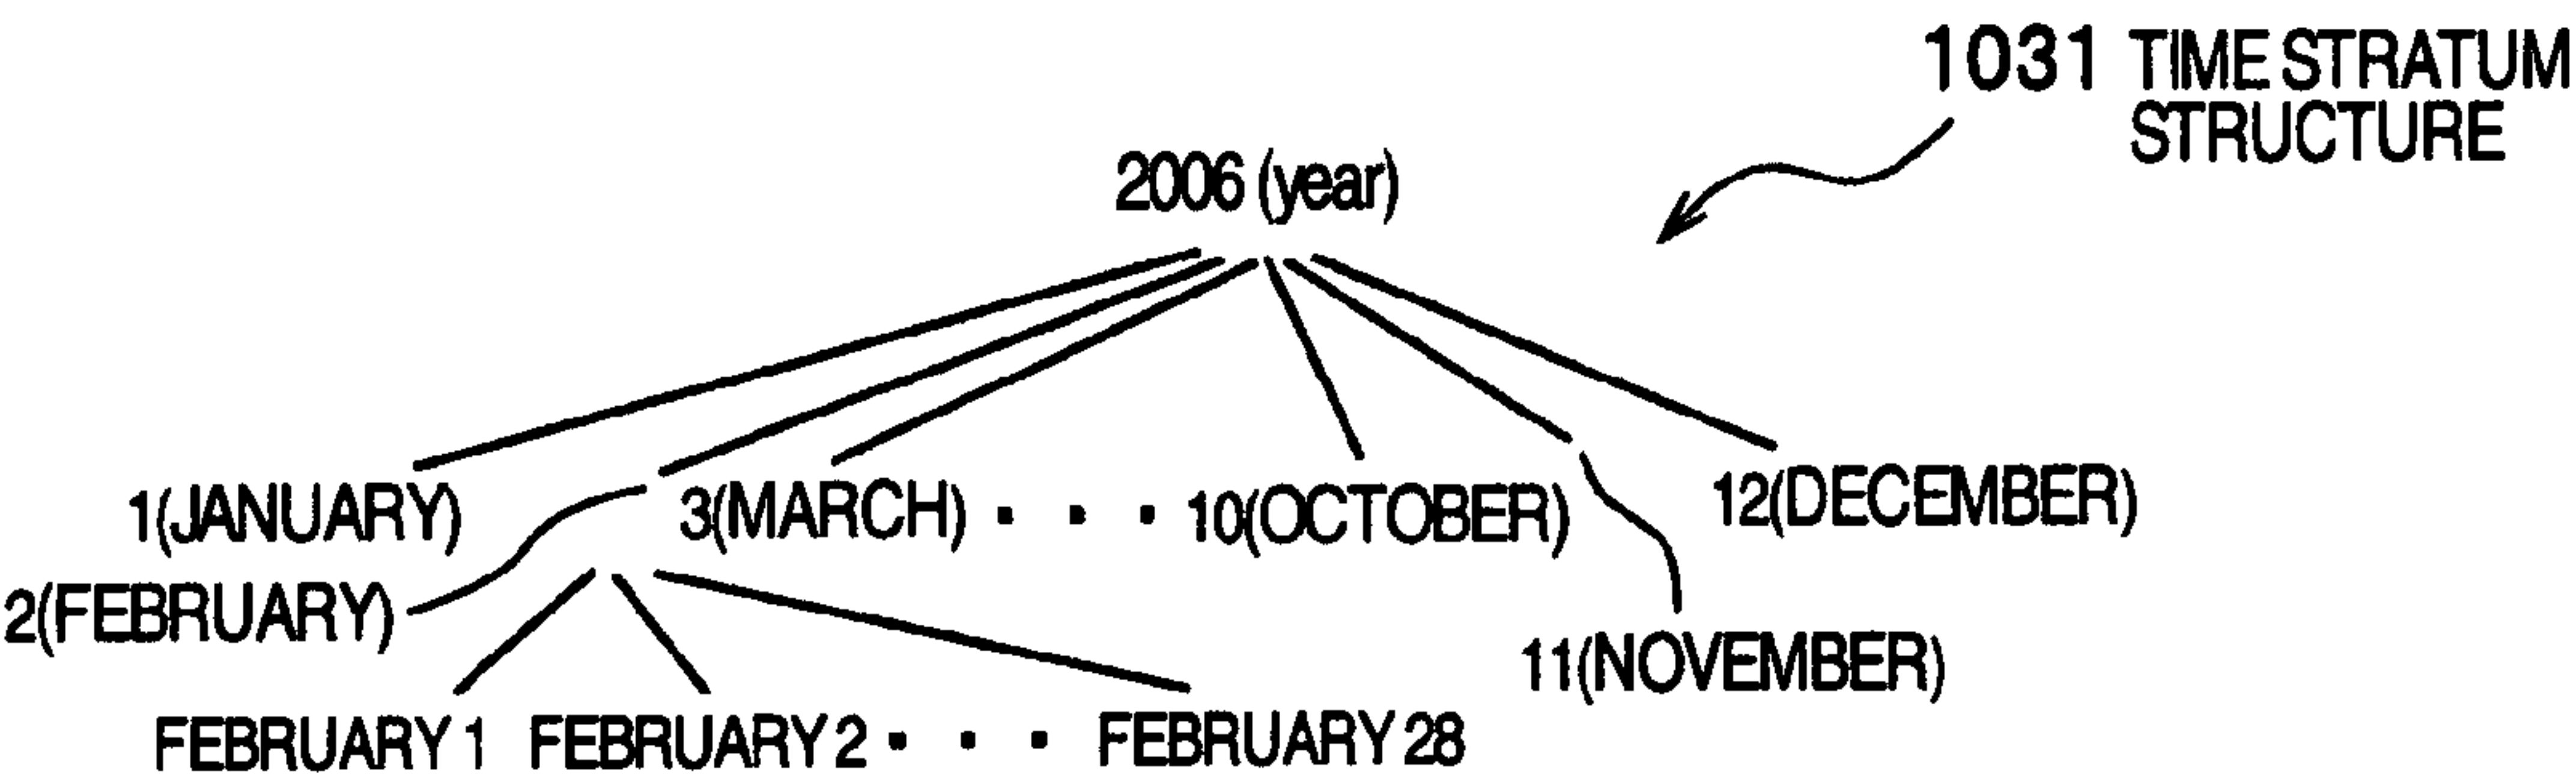 1031 TIME STRATUM
STRUCTURE
2006 (year)
1(JANUARY)
2(FEBRUARY)
3(MARCH) · · · 10(OCTOBER)
11(NOVEMBER)
12(DECEMBER)
FEBRUARY 1 FEBRUARY 2 · · · FEBRUARY 28